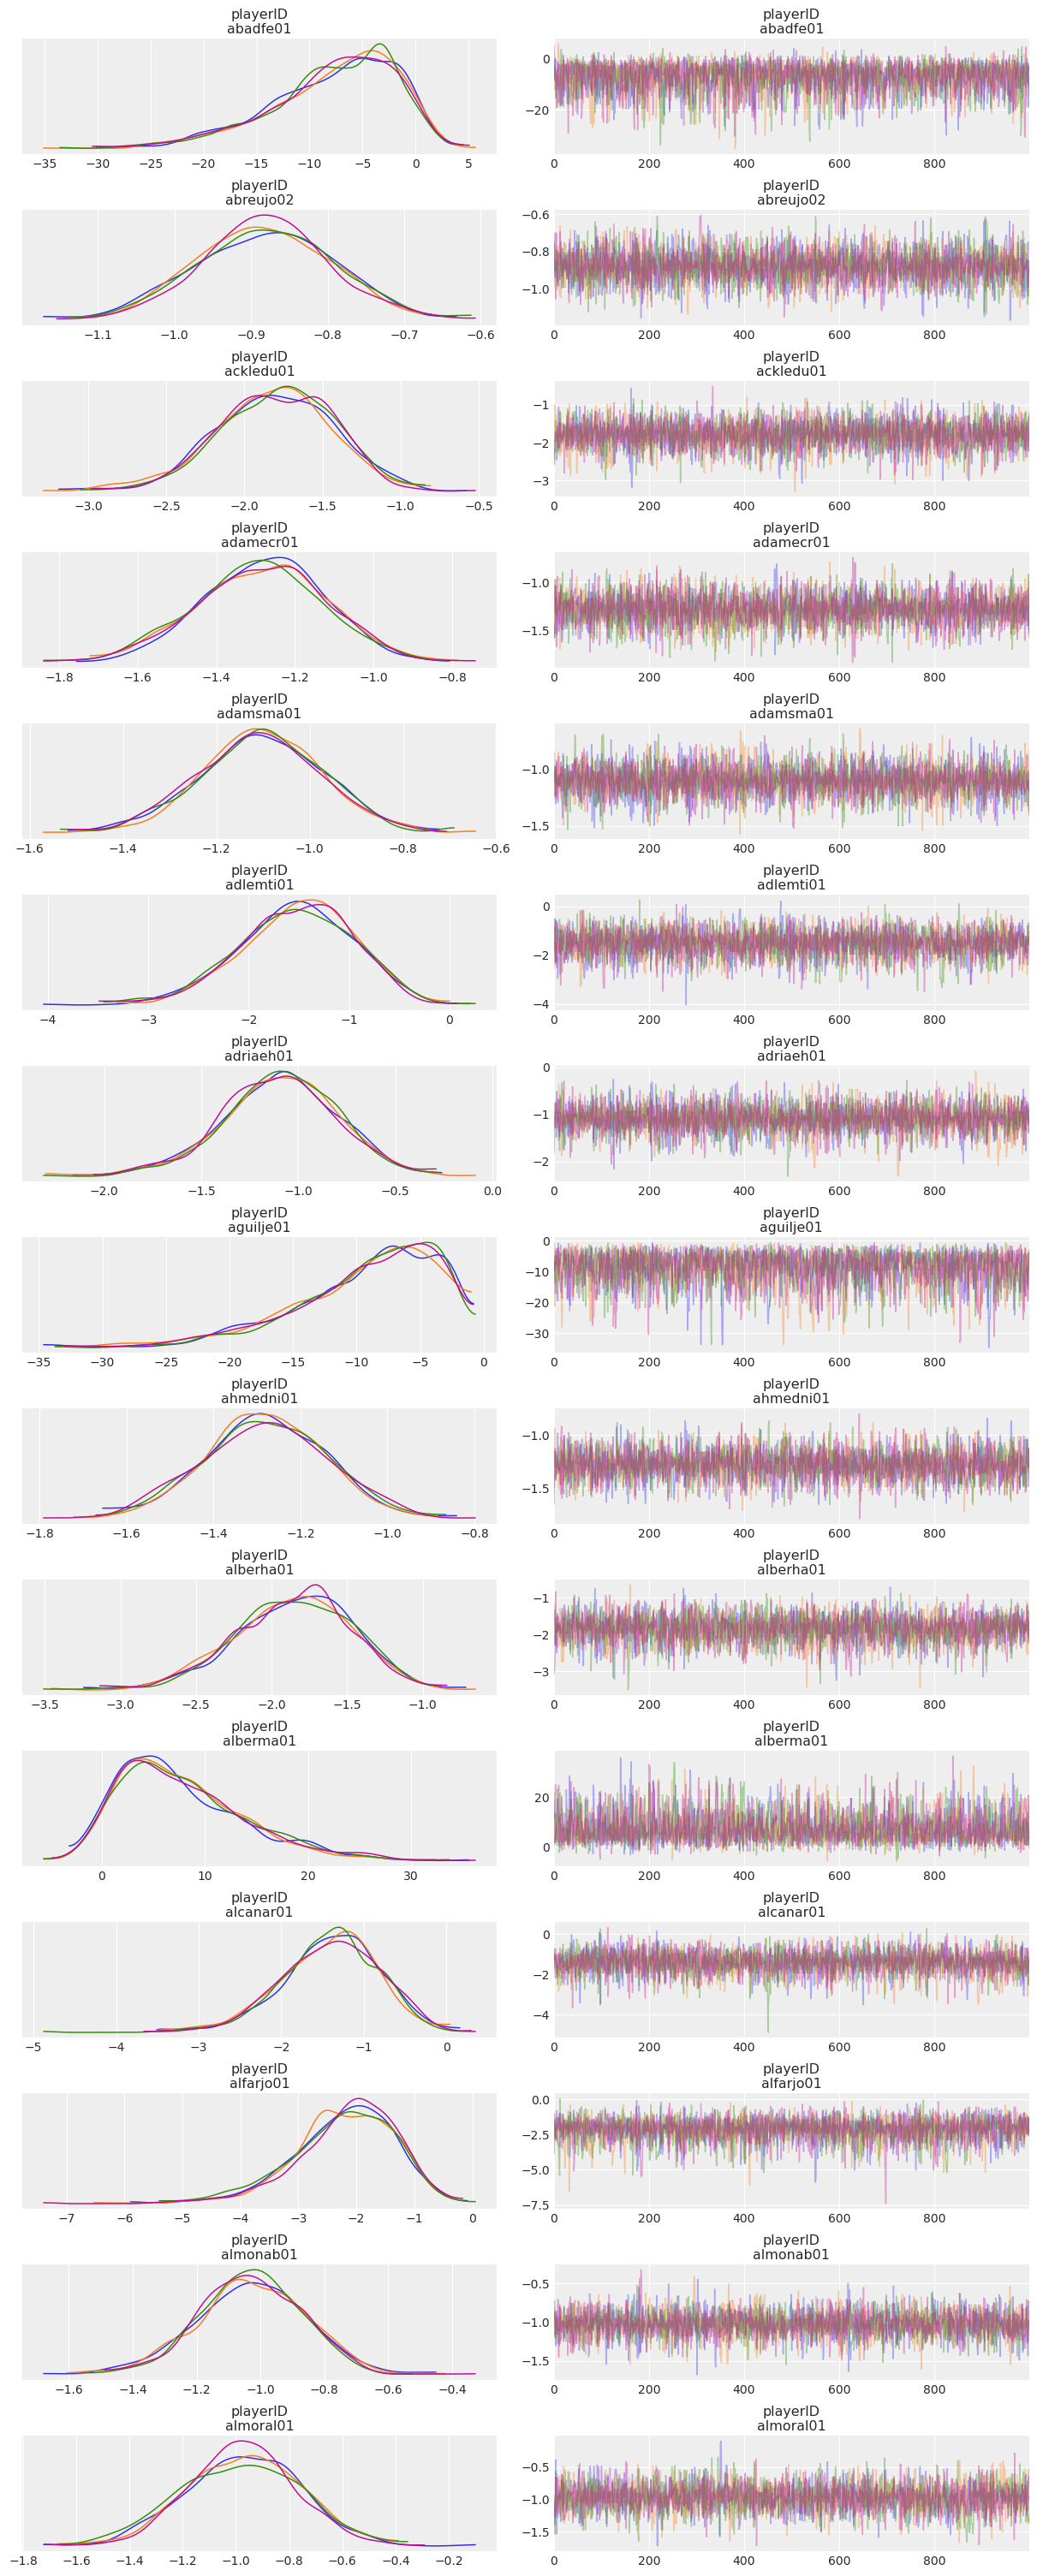 playerID playerID
abadfe01 abadfe01
0
−20
−35 −30 −25 −20 −15 −10 −5 0 5 0 200 400 600 800
playerID playerID
abreujo02 abreujo02
−0.6
−0.8
−1.0
−1.1 −1.0 −0.9 −0.8 −0.7 −0.6 0 200 400 600 800
playerID playerID
ackledu01 ackledu01
−1
−2
−3
−3.0 −2.5 −2.0 −1.5 −1.0 −0.5 0 200 400 600 800
playerID playerID
adamecr01 adamecr01
−1.0
−1.5
−1.8 −1.6 −1.4 −1.2 −1.0 −0.8 0 200 400 600 800
playerID playerID
adamsma01 adamsma01
−1.0
−1.5
−1.6 −1.4 −1.2 −1.0 −0.8 −0.6 0 200 400 600 800
playerID playerID
adlemti01 adlemti01
0
−2
−4
−4 −3 −2 −1 0 0 200 400 600 800
playerID playerID
adriaeh01 adriaeh01
0
−1
−2
−2.0 −1.5 −1.0 −0.5 0.0 0 200 400 600 800
playerID playerID
aguilje01 aguilje01
0
−10
−20
−30
−35 −30 −25 −20 −15 −10 −5 0 0 200 400 600 800
playerID playerID
ahmedni01 ahmedni01
−1.0
−1.5
−1.8 −1.6 −1.4 −1.2 −1.0 −0.8 0 200 400 600 800
playerID playerID
alberha01 alberha01
−1
−2
−3
−3.5 −3.0 −2.5 −2.0 −1.5 −1.0 0 200 400 600 800
playerID playerID
alberma01 alberma01
20
0
0 10 20 30 0 200 400 600 800
playerID playerID
alcanar01 alcanar01
0
−2
−4
−5 −4 −3 −2 −1 0 0 200 400 600 800
playerID playerID
alfarjo01 alfarjo01
0.0
−2.5
−5.0
−7.5
−7 −6 −5 −4 −3 −2 −1 0 0 200 400 600 800
playerID playerID
almonab01 almonab01
−0.5
−1.0
−1.5
−1.6 −1.4 −1.2 −1.0 −0.8 −0.6 −0.4 0 200 400 600 800
playerID playerID
almoral01 almoral01
−0.5
−1.0
−1.5
−1.8 −1.6 −1.4 −1.2 −1.0 −0.8 −0.6 −0.4 −0.2 0 200 400 600 800